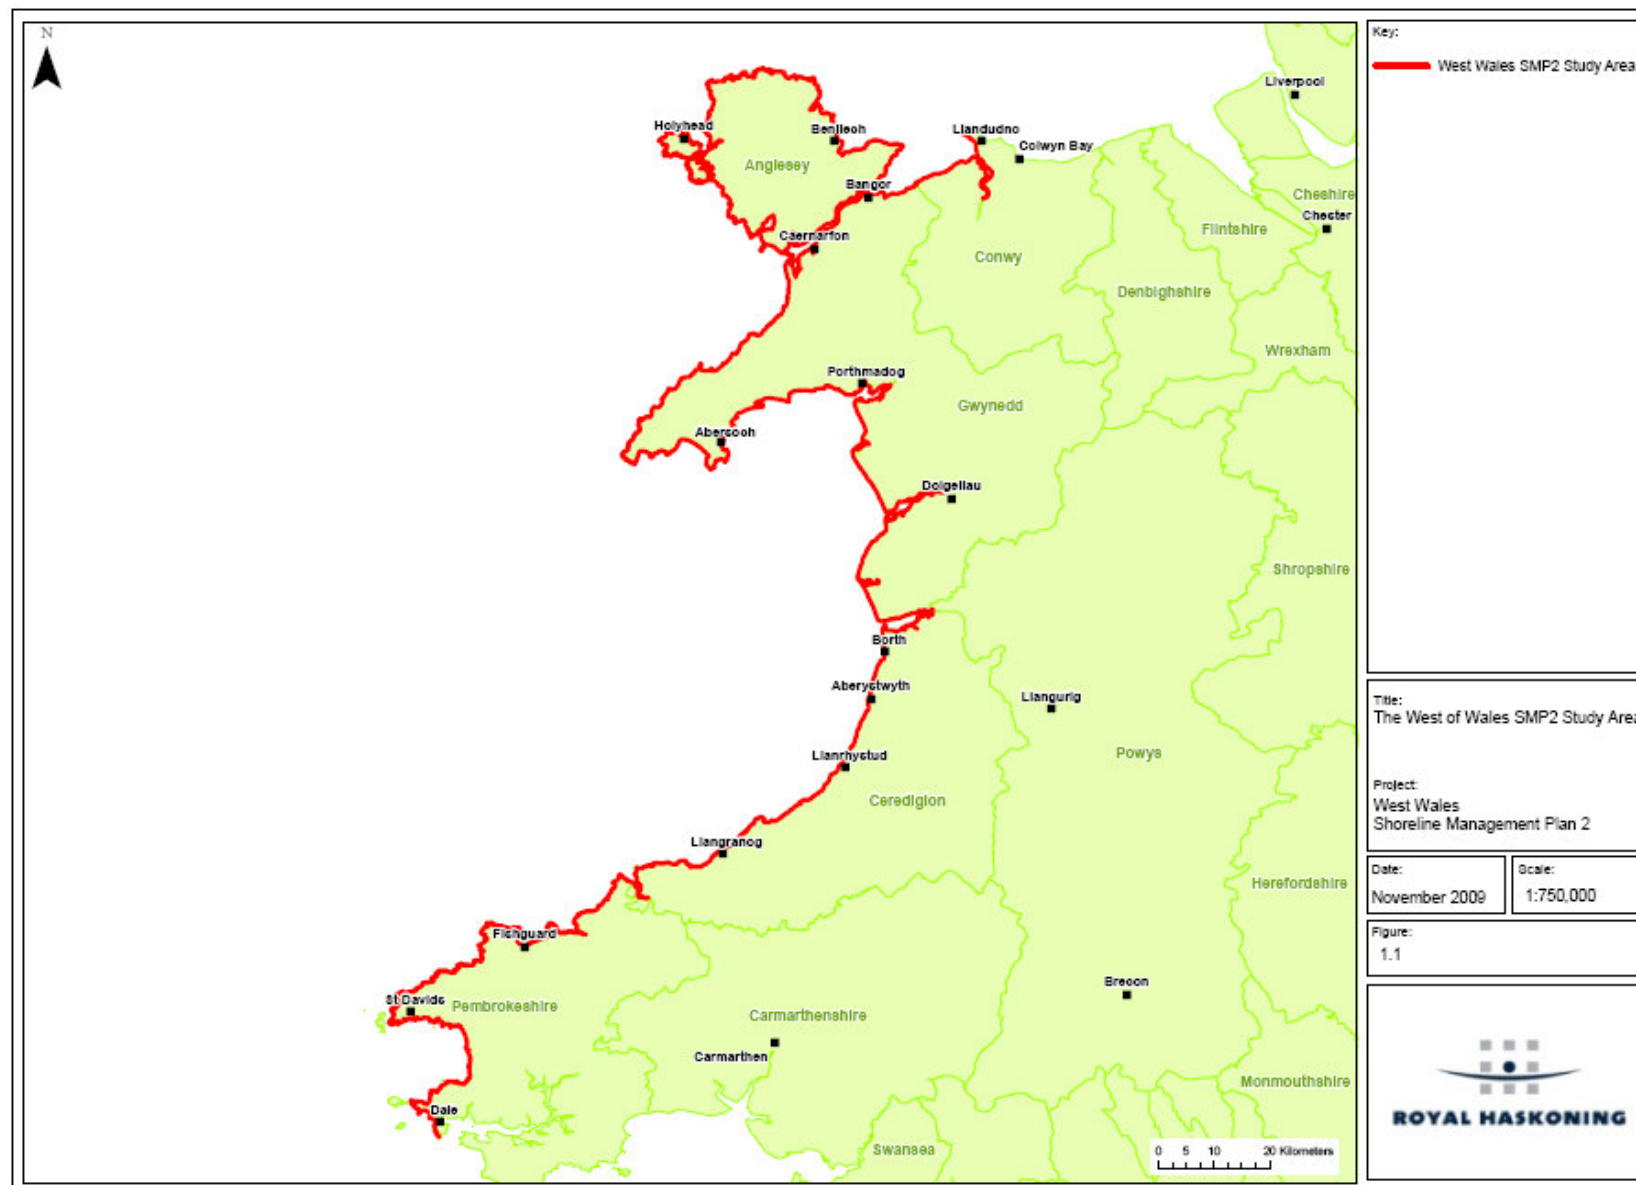 N
Liverpool
Holyhead
Benllech
Llandudno
Colwyn Bay
Anglesey
Bangor
Cheshire
Chester
Flintshire
Caernarfon
Conwy
Denbighshire
Wrexham
Porthmadog
Gwynedd
Abersoch
Dolgellau
Shropshire
Borth
Aberystwyth
Llangurig
Llanrhystud
Powys
Ceredigion
Llangranog
Herefordshire
Fishguard
Brecon
St Davids
Pembrokeshire
Carmarthenshire
Carmarthen
Monmouthshire
Dale
Swansea
0 5 10 20 Kilometers
Key:
West Wales SMP2 Study Area
Title:
The West of Wales SMP2 Study Area
Project:
West Wales
Shoreline Management Plan 2
Date:
November 2009
Scale:
1:750,000
Figure:
1.1
ROYAL HASKONING